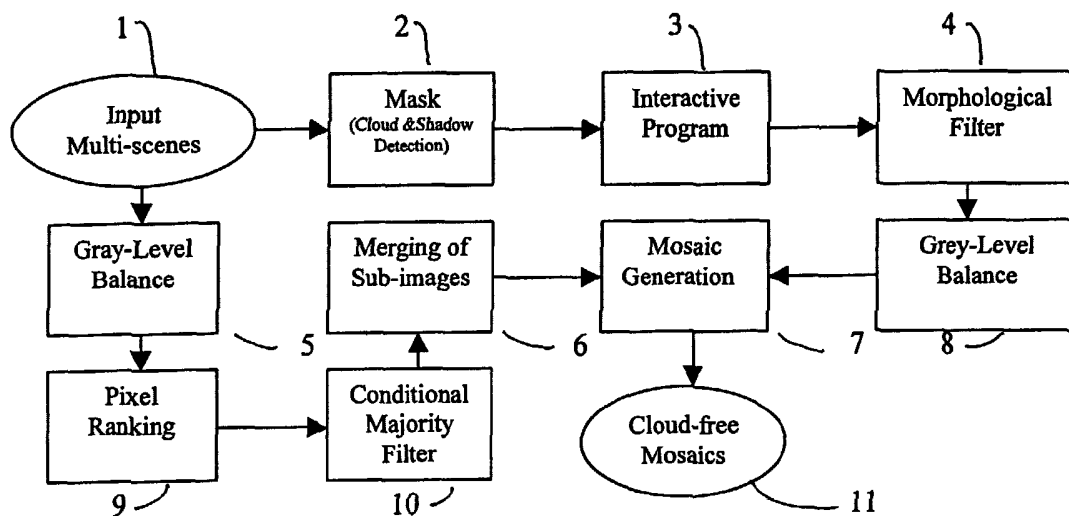 1
2
3
4
Input
Multi-scenes
Mask
(Cloud &Shadow
Detection)
Interactive
Program
Morphological
Filter
Gray-Level
Balance
Merging of
Sub-images
Mosaic
Generation
Grey-Level
Balance
5
6
7
8
Pixel
Ranking
Conditional
Majority
Filter
Cloud-free
Mosaics
9
10
11